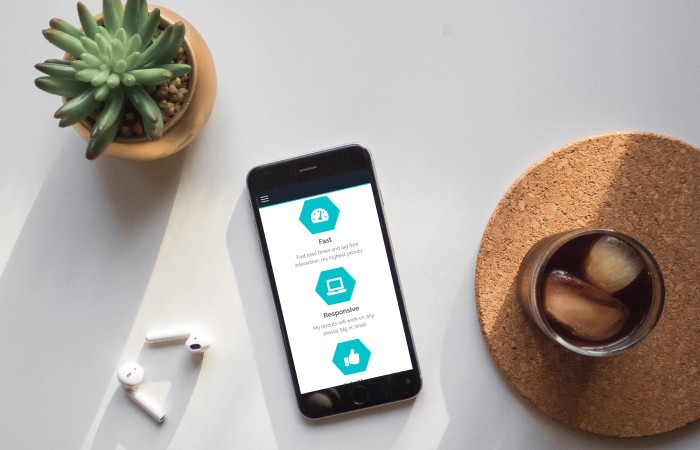 Fast
Fast load times and lag free
interaction, my highest priority.
Responsive
My layouts will work on any
device, big or small.